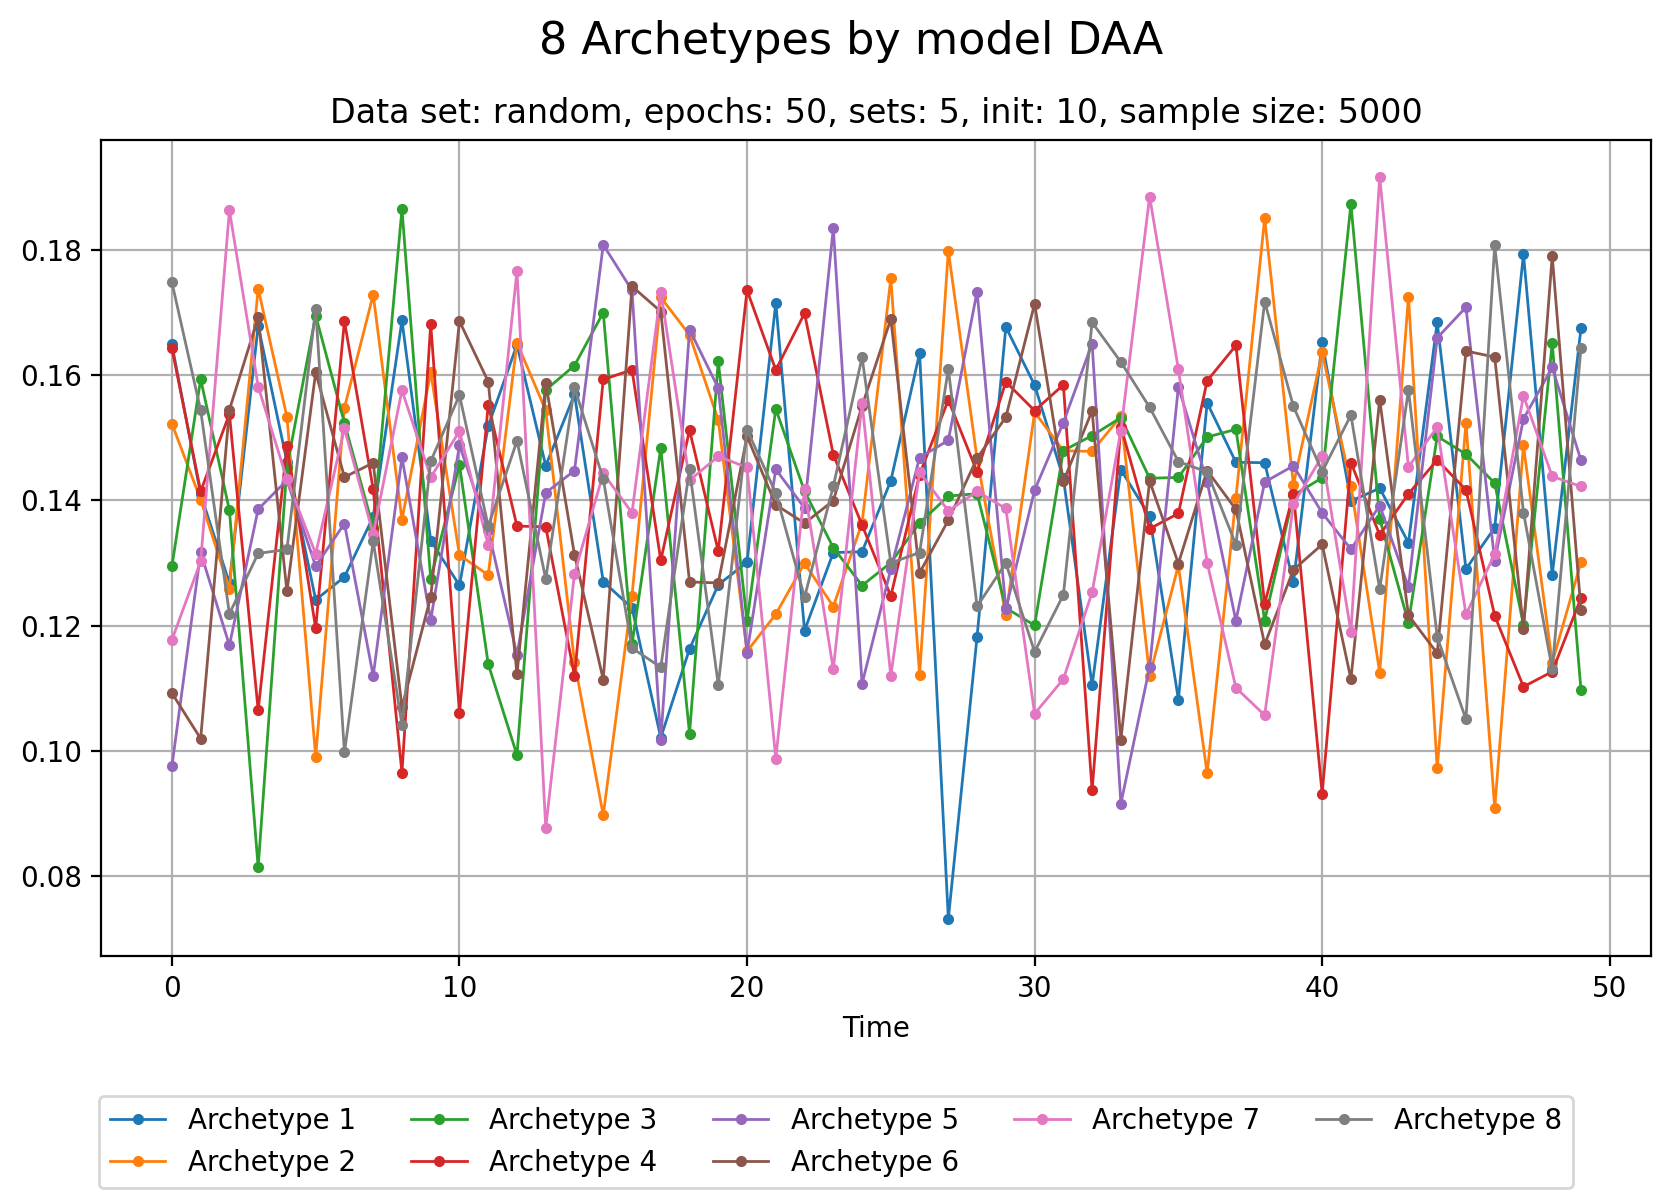 8 Archetypes by model DAA
Data set: random, epochs: 50, sets: 5, init: 10, sample size: 5000
0.18
0.16
0.14
0.12
0.10
0.08
0 10 20 30 40 50
Time
Archetype 1 Archetype 3 Archetype 5 Archetype 7 Archetype 8
Archetype 2 Archetype 4 Archetype 6